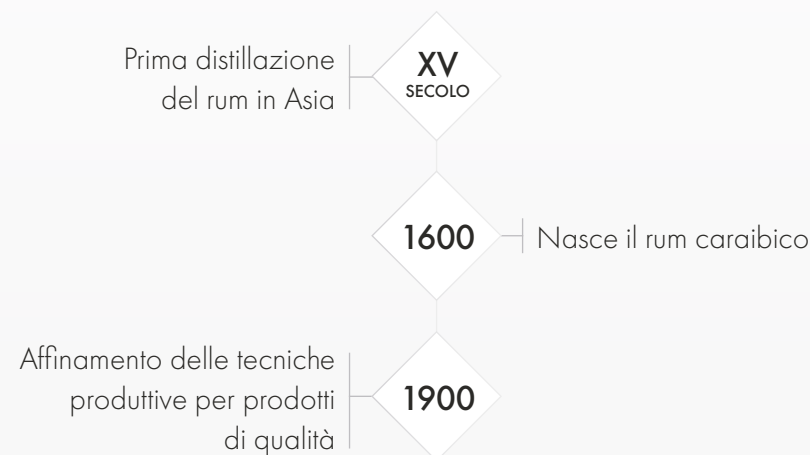 Prima distillazione
del rum in Asia
XV
SECOLO
1600
Nasce il rum caraibico
Affinamento delle tecniche
produttive per prodotti
di qualità
1900